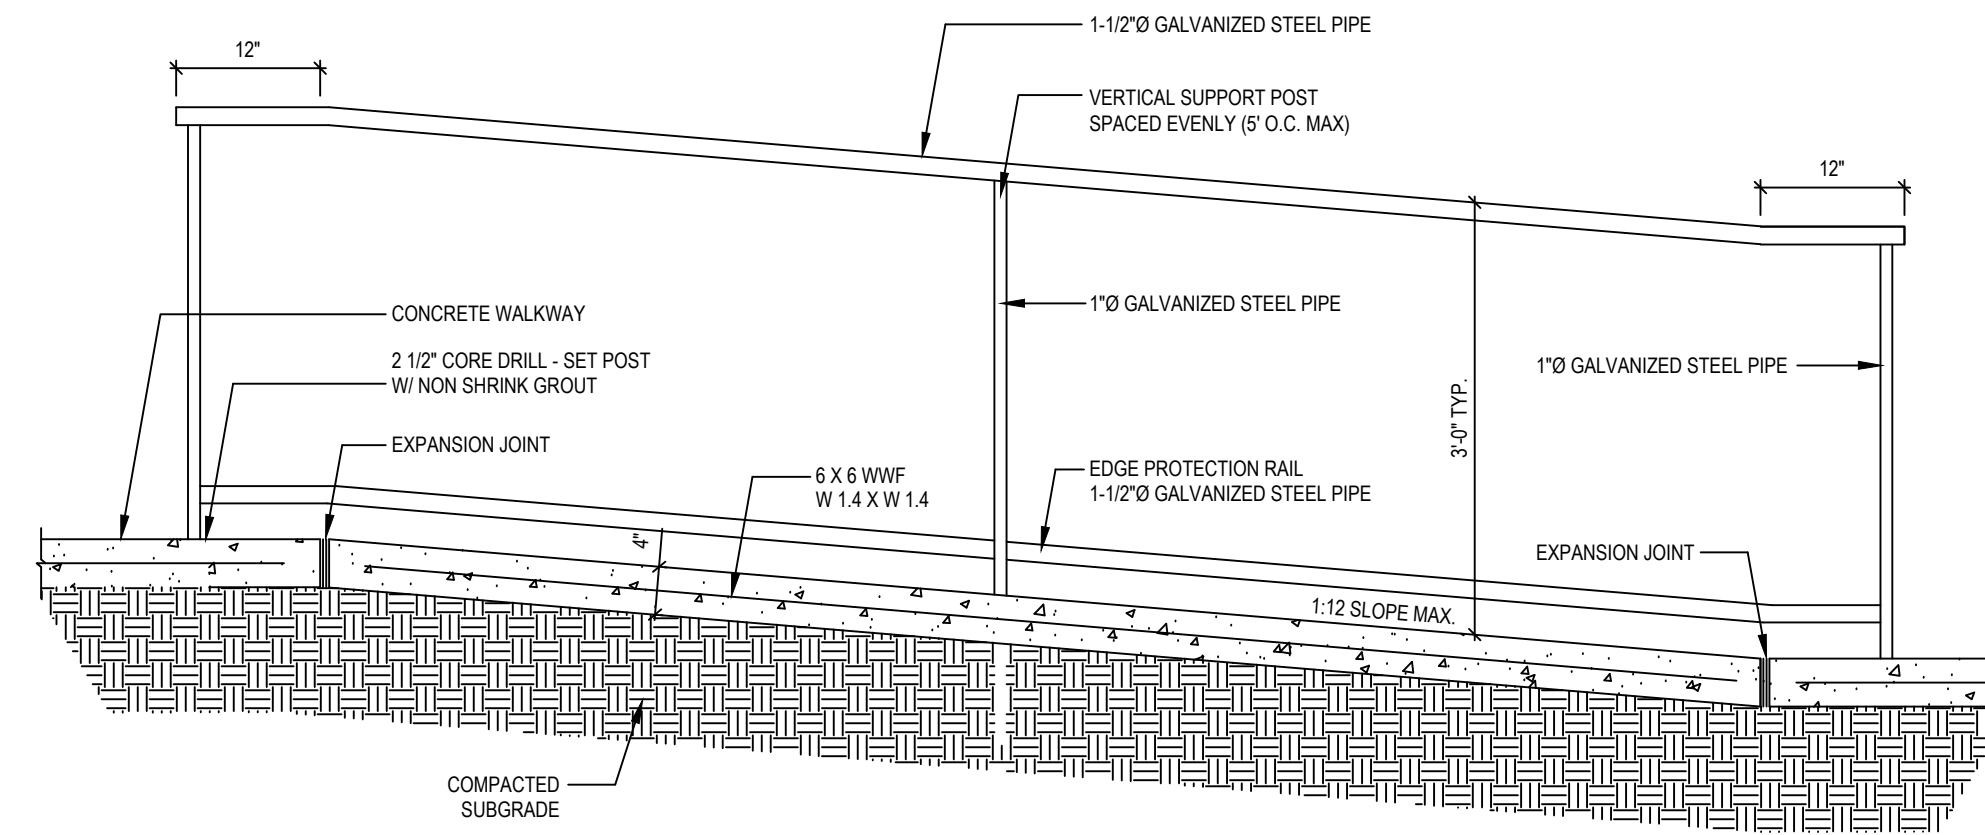 1-1/2"Ø GALVANIZED STEEL PIPE
12"
VERTICAL SUPPORT POST
SPACED EVENLY (5' O.C. MAX)
12"
1"Ø GALVANIZED STEEL PIPE
CONCRETE WALKWAY
2 1/2" CORE DRILL - SET POST
W/ NON SHRINK GROUT
1"Ø GALVANIZED STEEL PIPE
3'-0" TYP.
EXPANSION JOINT
6 X 6 WWF
W 1.4 X W 1.4
EDGE PROTECTION RAIL
1-1/2"Ø GALVANIZED STEEL PIPE
4"
EXPANSION JOINT
1:12 SLOPE MAX.
COMPACTED
SUBGRADE